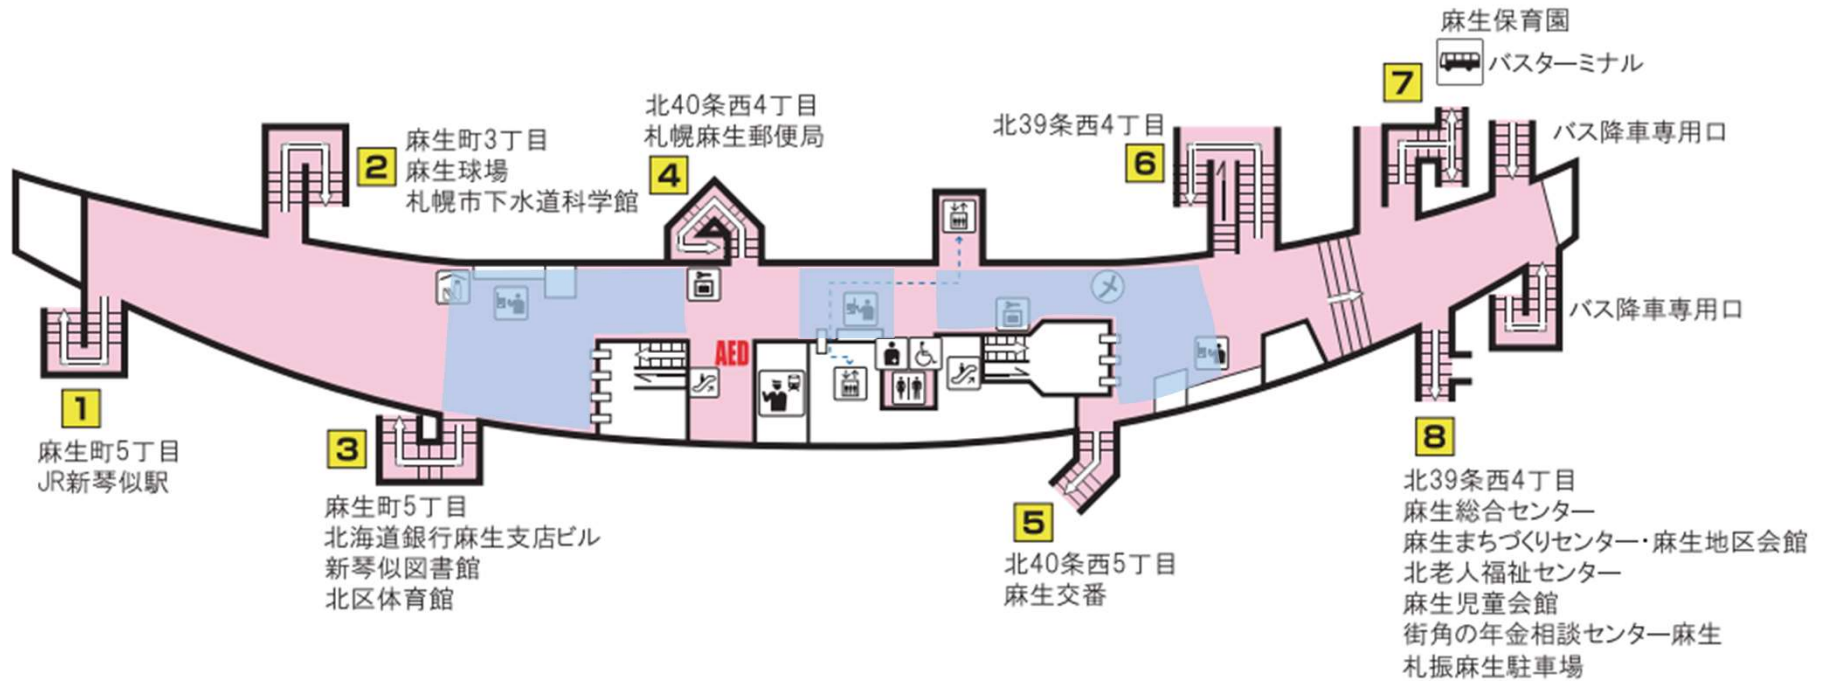 麻生保育園
バスターミナル
7
バス降車専用口
北39条西4丁目
6
北40条西4丁目
札幌麻生郵便局
4
麻生町3丁目
麻生球場
札幌市下水道科学館
2
バス降車専用口
AED
1
麻生町5丁目
JR新琴似駅
3
麻生町5丁目
北海道銀行麻生支店ビル
新琴似図書館
北区体育館
5
北40条西5丁目
麻生交番
8
北39条西4丁目
麻生総合センター
麻生まちづくりセンター・麻生地区会館
北老人福祉センター
麻生児童会館
街角の年金相談センター麻生
札振麻生駐車場